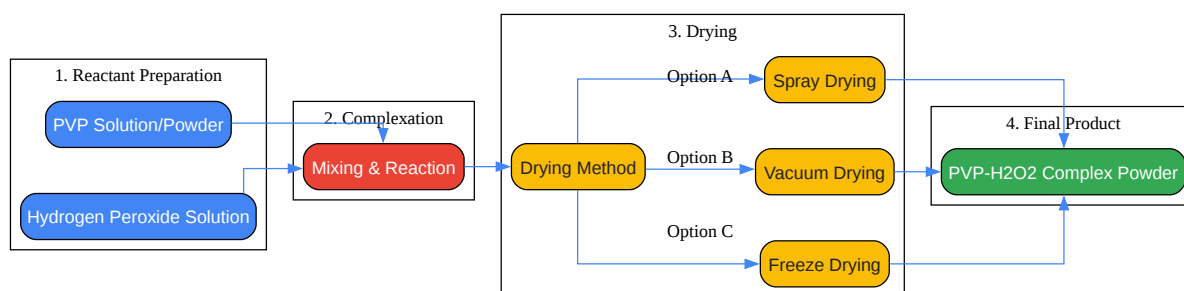 1. Reactant Preparation
PVP Solution/Powder
Hydrogen Peroxide Solution
2. Complexation
Mixing & Reaction
3. Drying
Drying Method
Option A
Spray Drying
Option B
Vacuum Drying
Option C
Freeze Drying
4. Final Product
PVP-H2O2 Complex Powder